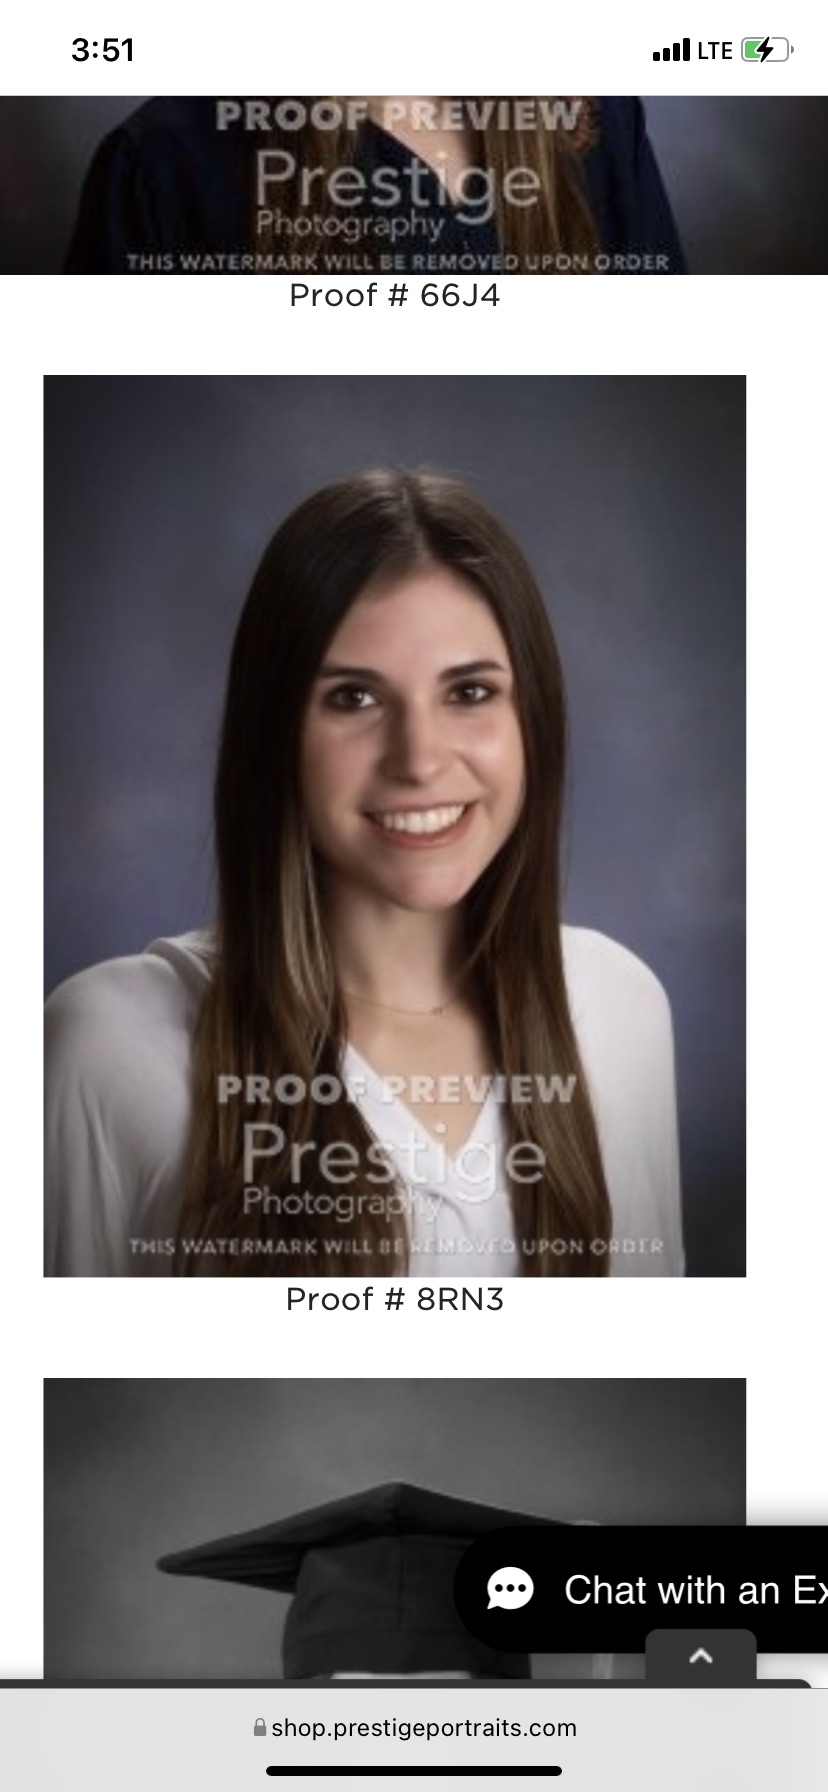 3:51 LTE
PROOF PREVIEW
Prestige
Photography
THIS WATERMARK WILL BE REMOVED UPON ORDER
Proof # 66J4
PROOF PREVIEW
Prestige
Photography
THIS WATERMARK WILL BE REMOVED UPON ORDER
Proof # 8RN3
Chat with an Ex
shop.prestigeportraits.com